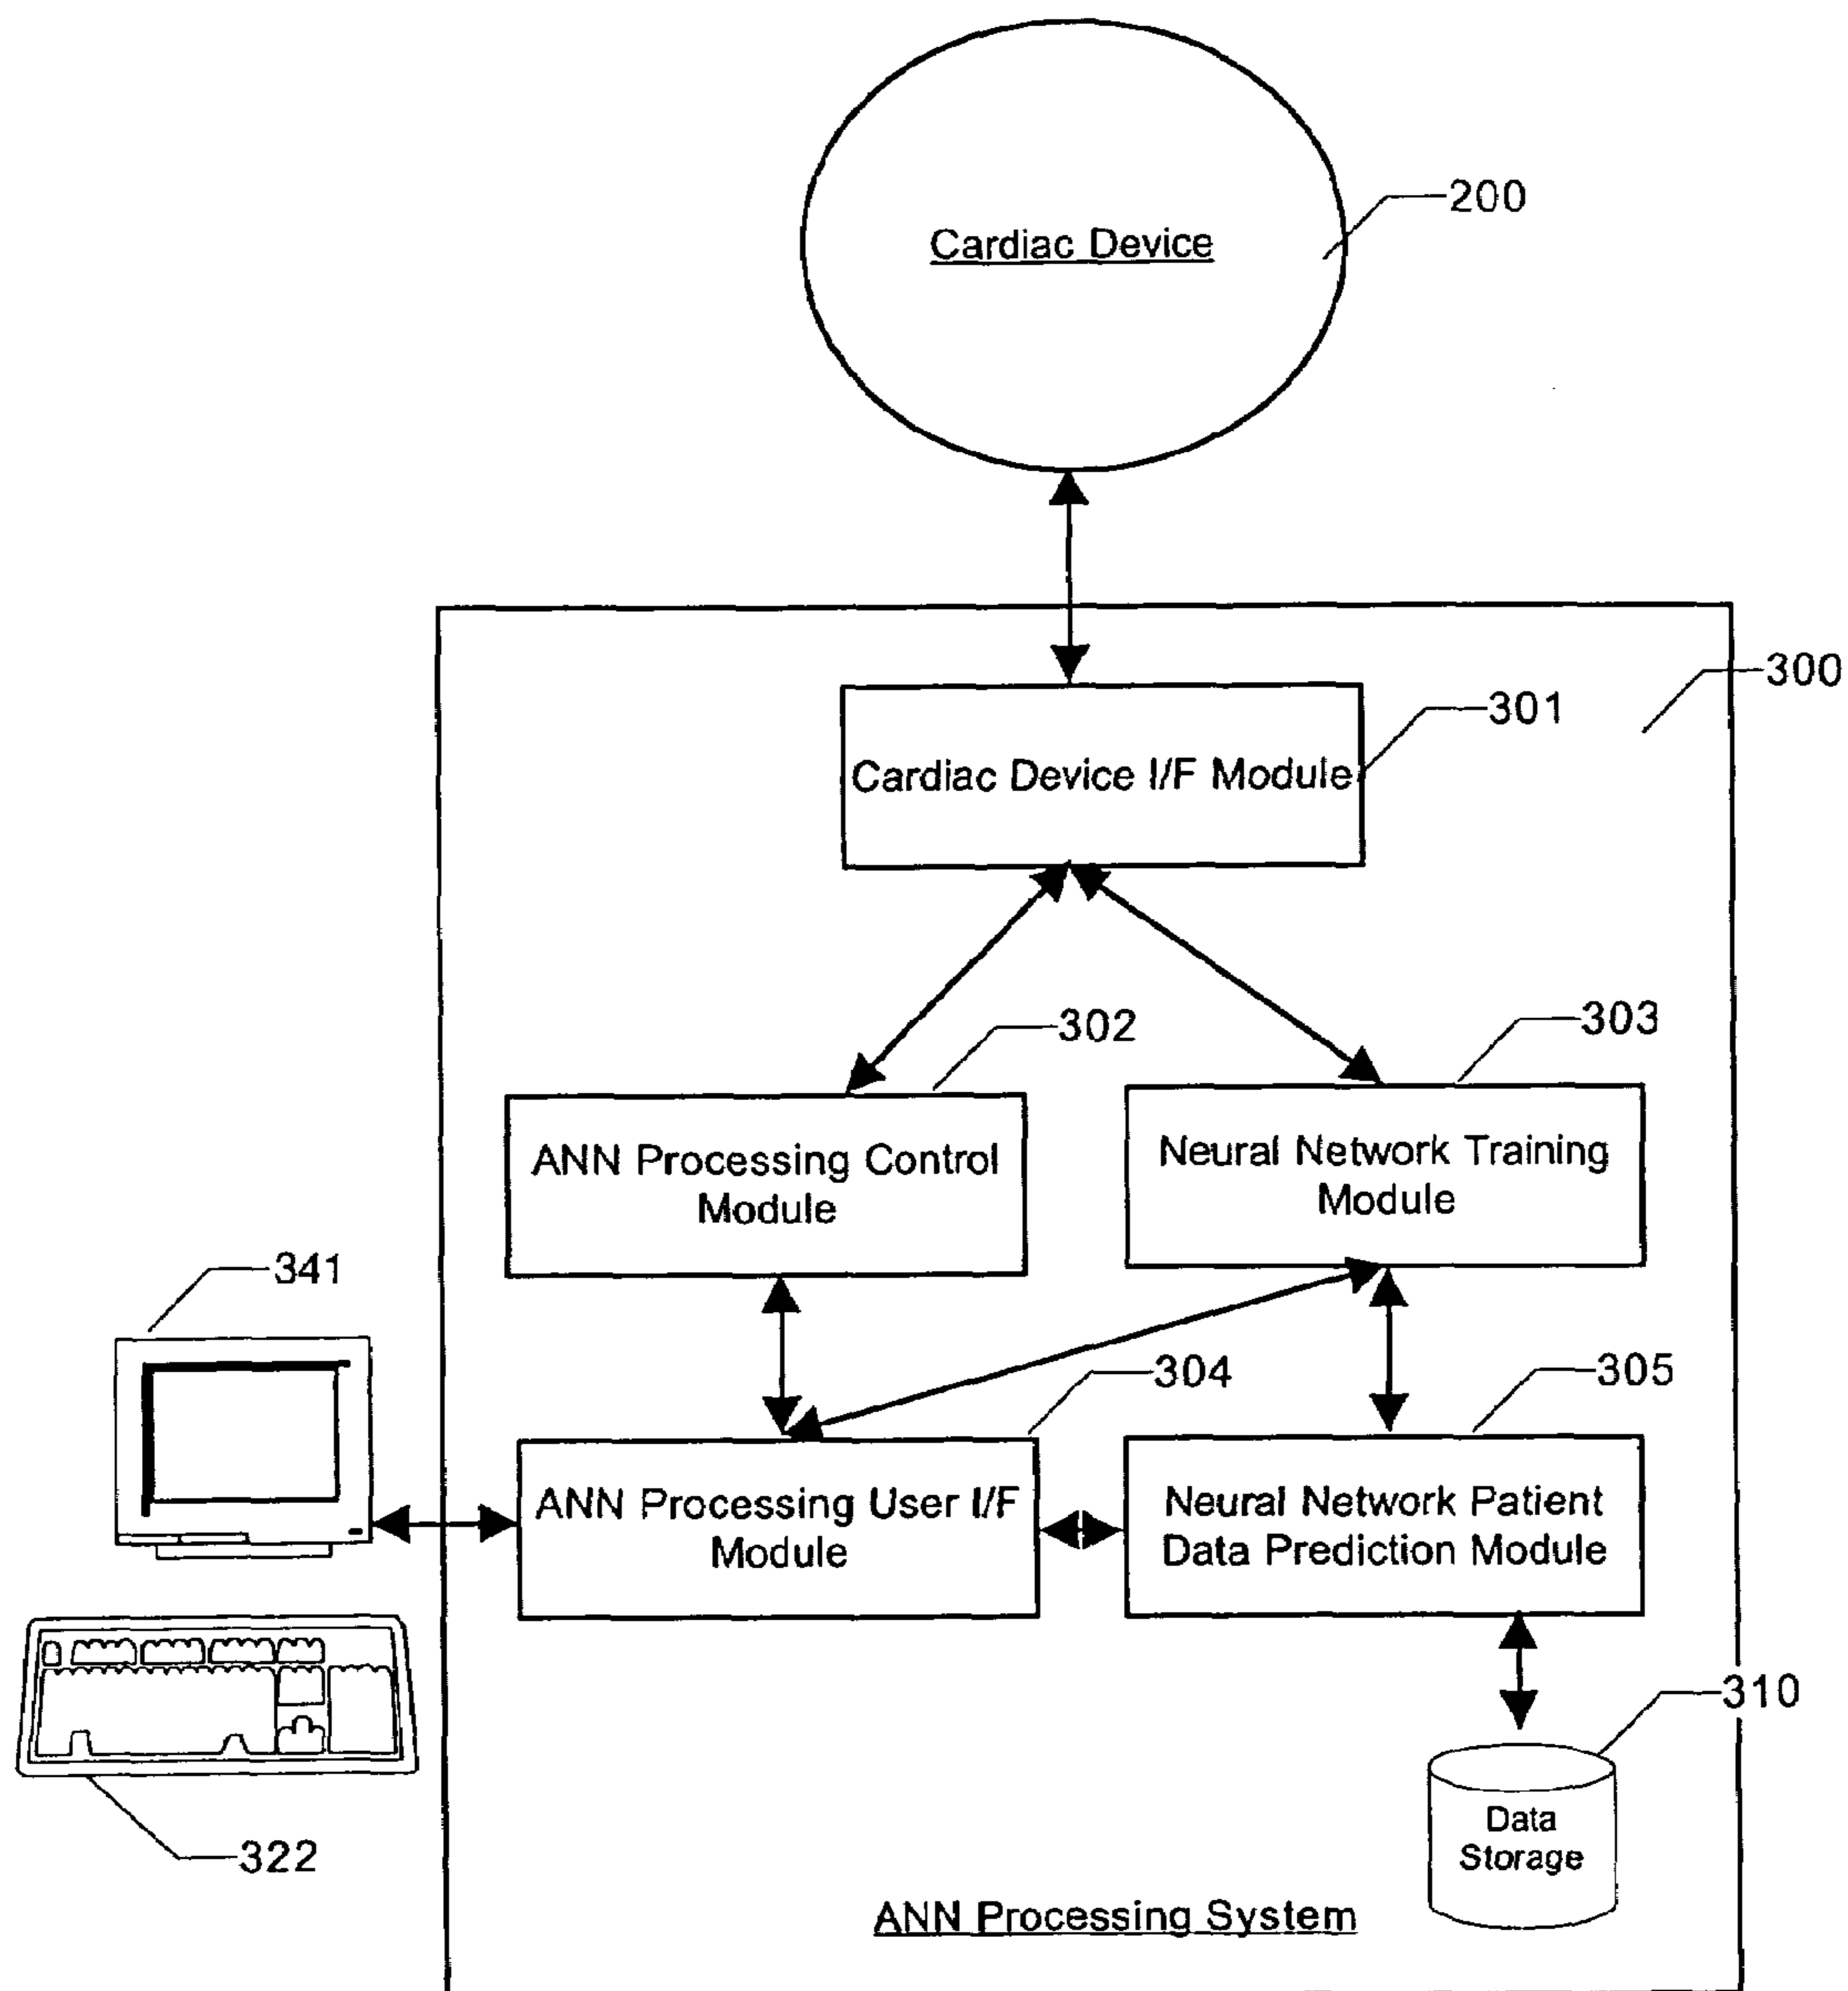 200
Cardiac Device
300
301
Cardiac Device I/F Module
302
303
ANN Processing Control
Module
Neural Network Training
Module
341
304
305
ANN Processing User I/F
Module
Neural Network Patient
Data Prediction Module
310
Data
Storage
322
ANN Processing System